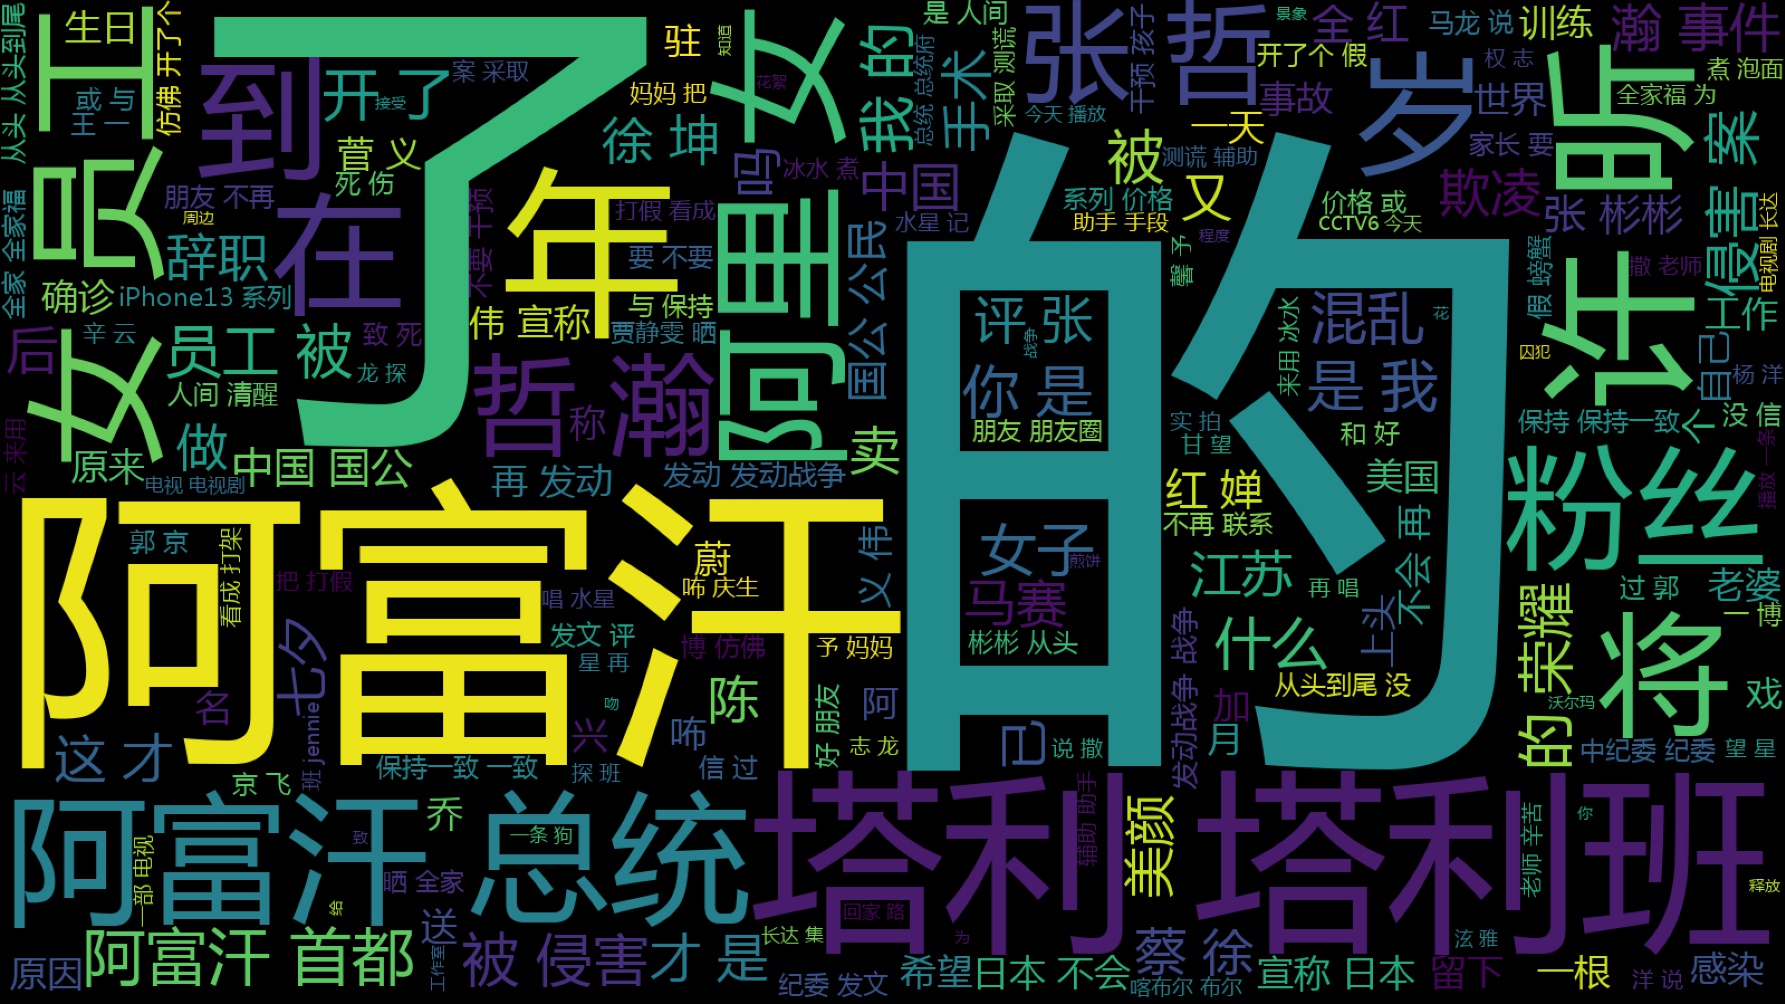 从头 从头到尾
生日
员工
仿佛 开了个
了
驻
知道
女
我的
是 人间
总统 总统府
手术
采取 测谎
张哲
干预 孩子
景象
全 红
马龙 说
训练
瀚 事件
或与
王 一
到
开了
案 采取
接受
妈妈 把
花絮
今天 播放
开了个 假
事故
岁
权 志
世界
昕
煮 泡面
全家福 为
案
菅 义
死 伤
徐 坤
一天
被
测谎 辅助
家长 要
全家 全家福
朋友 不再
周边
在
不要 干预
年
打假 看成
吗
冰水 煮
中国
水星 记
系列 价格
助手 手段
又
程度
价格 或
CCTV6 今天
欺凌
张 彬彬
侵害
电视剧 长达
辞职
要 不要
阿里
国公 公民
馨 予
假 螃蟹
撒 老师
确诊
iPhone13 系列
与 保持
伟 宣称
贾静雯 晒
的
评 张
战争
来用 冰水
混乱
花
许
工作
后
辛 云
女
员工 被
致 死
龙 探
你 是
是 我
囚犯
自己
杨 洋
人间 清醒
哲 瀚
称
朋友 朋友圈
实 拍
甘 望
和 好
保持 保持一致
个
没 信
云 来用
做
原来
中国 国公
卖
电视 电视剧
再 发动
发动 发动战争
红 婵
美国
粉丝
播放 一条
不再 联系
阿富汗
郭 京
看成 打架
把 打假
蔚
咘 庆生
义 伟
女子
煎饼
江苏
再 唱
不会 再
过 郭
老婆
唱 水星
马赛
上头
一 博
发文 评
星 再
博 仿佛
予 妈妈
彬彬 从头
什么
的 荣耀
将
七夕
名
陈
好 朋友
阿
发动战争 战争
从头到尾 没
沃尔玛
戏
这 才
班 jennie
吻
兴
咘
志 龙
已
说 撒
加
月
中纪委 纪委
望 星
京 飞
保持一致 一致
探 班
信 过
阿富汗 总统
乔
致
一条 狗
塔利 塔利班
辅助 助手
美颜
老师 辛苦
你
一部 电视
晒 全家
给
回家 路
释放
送
长达 集
为
泫 雅
原因
阿富汗 首都
工作室
被 侵害
才 是
纪委 发文
希望
日本 不会
喀布尔 布尔
蔡 徐
宣称 日本
留下
一根
洋 说
感染